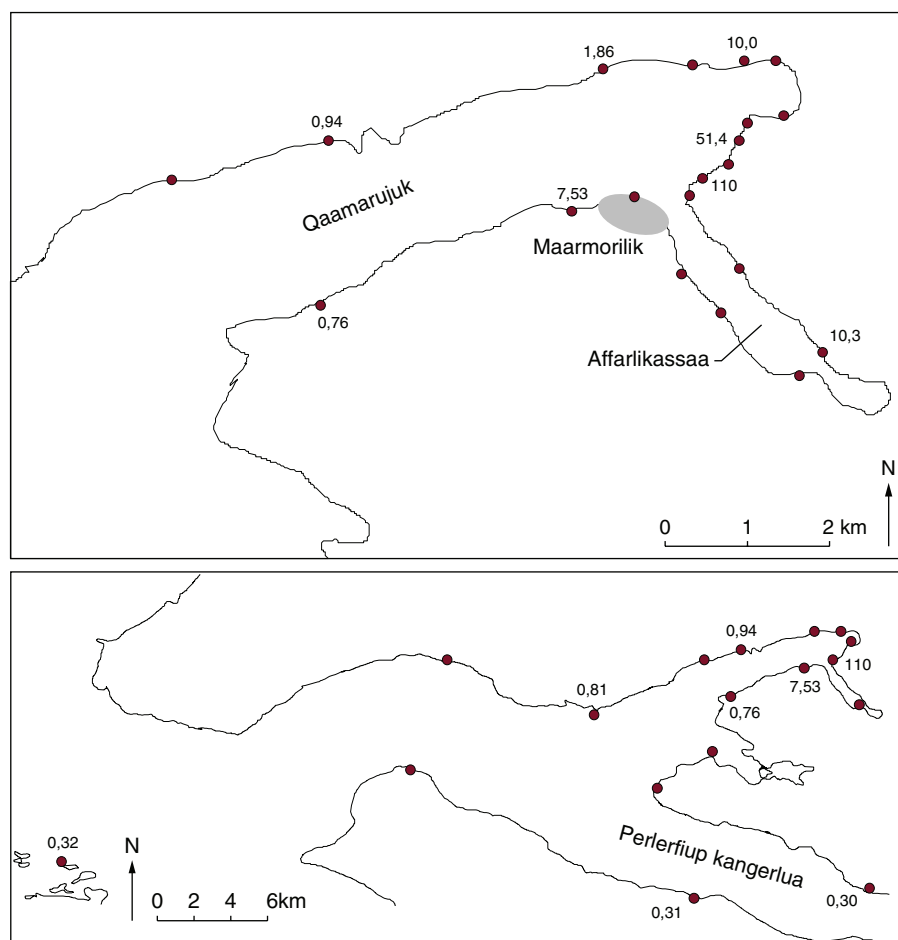 10,0
1,86
0,94
51,4
110
7,53
Qaamarujuk
Maarmorilik
0,76
10,3
Affarlikassaa
N
0 1 2 km
0,94
110
0,81
7,53
0,76
N
0,32
Perlerfiup kangerlua
0 2 4 6km
0,30
0,31